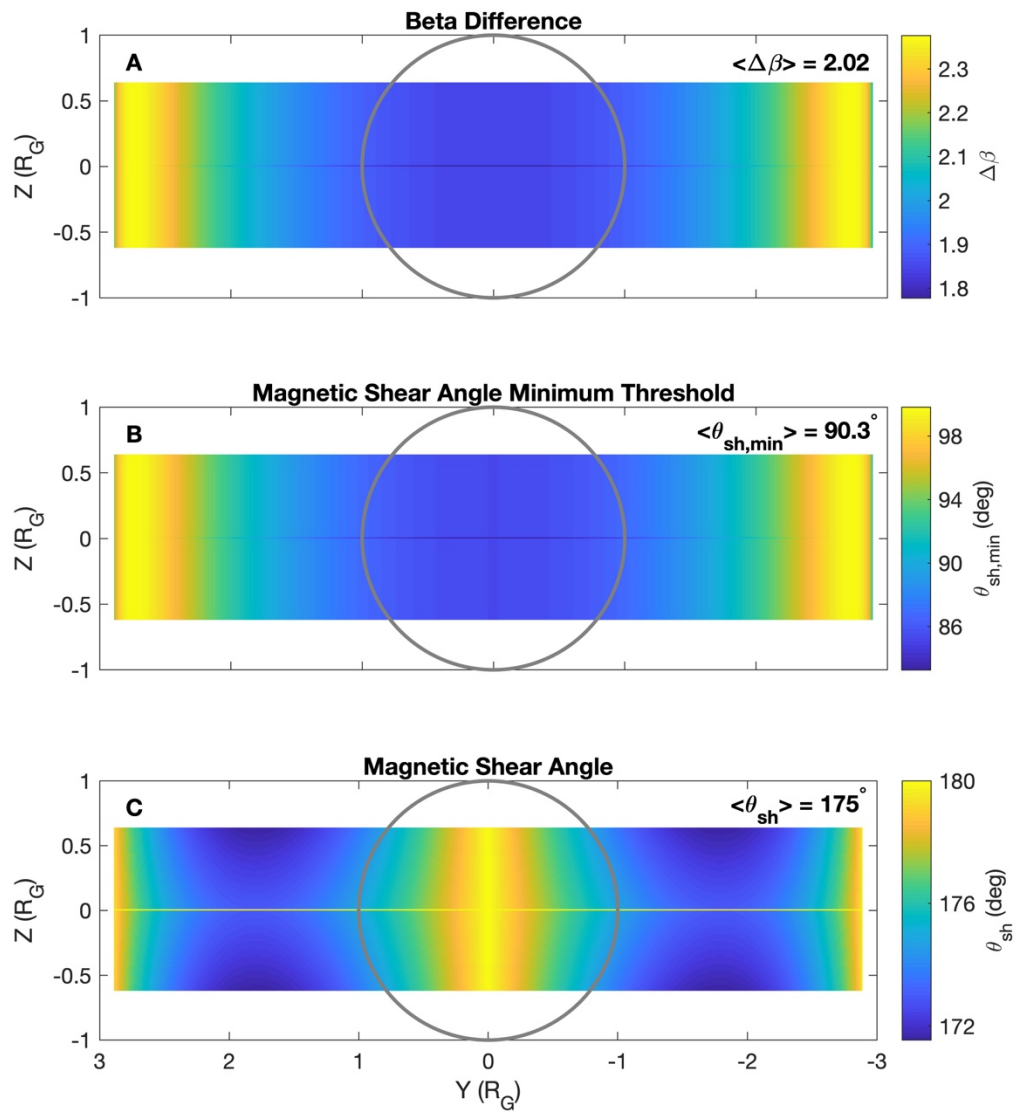 Beta Difference
A
<Δβ> = 2.02
1
0.5
0
-0.5
-1
Z (R_G)
2.3
2.2
2.1
2
1.9
1.8
Δβ
Magnetic Shear Angle Minimum Threshold
B
<θ_sh,min> = 90.3°
1
0.5
0
-0.5
-1
Z (R_G)
98
94
90
86
θ_sh,min (deg)
Magnetic Shear Angle
C
<θ_sh> = 175°
1
0.5
0
-0.5
-1
Z (R_G)
180
176
172
θ_sh (deg)
3 2 1 0 -1 -2 -3
Y (R_G)